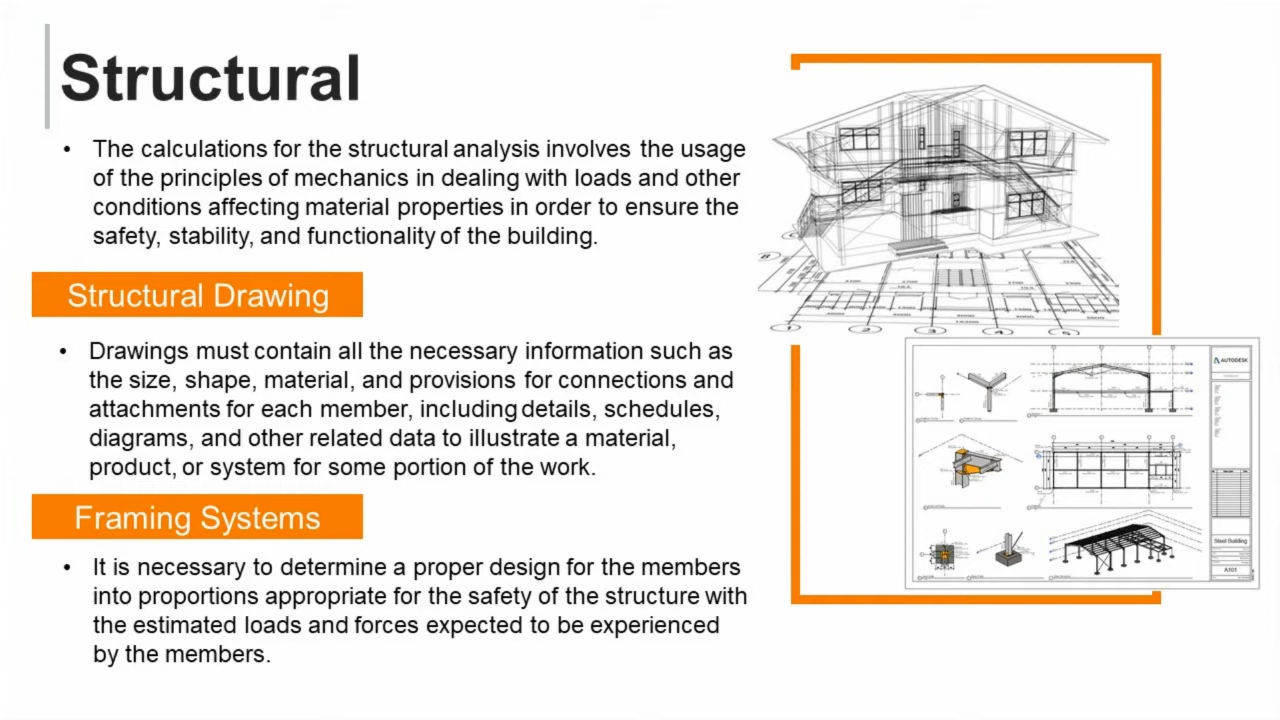 Structural
• The calculations for the structural analysis involves the usage
of the principles of mechanics in dealing with loads and other
conditions affecting material properties in order to ensure the
safety, stability, and functionality of the building.
Structural Drawing
• Drawings must contain all the necessary information such as
the size, shape, material, and provisions for connections and
attachments for each member, including details, schedules,
diagrams, and other related data to illustrate a material,
product, or system for some portion of the work.
Framing Systems
• It is necessary to determine a proper design for the members
into proportions appropriate for the safety of the structure with
the estimated loads and forces expected to be experienced
by the members.
AUTODESK
Steel Building
A101